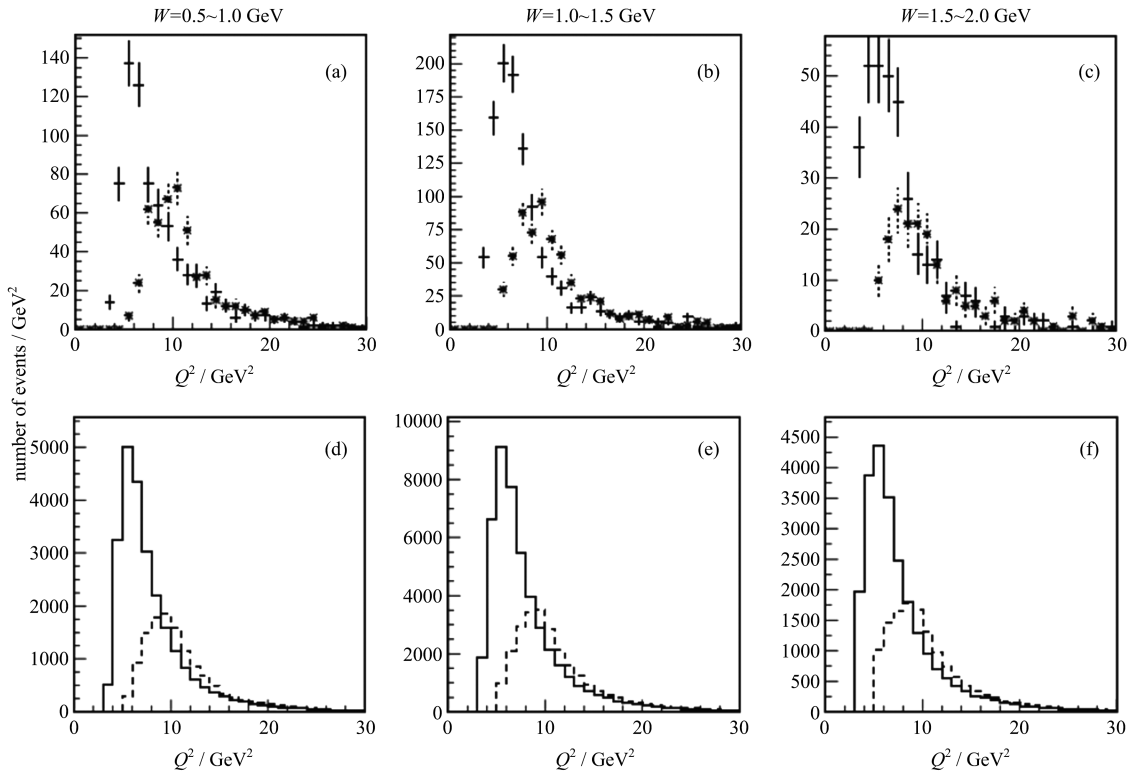 W=0.5~1.0 GeV
W=1.0~1.5 GeV
W=1.5~2.0 GeV
number of events / GeV²
(a)
140
120
100
80
60
40
20
0
0 10 20 30
Q² / GeV²
(b)
200
175
150
125
100
75
50
25
0
0 10 20 30
Q² / GeV²
(c)
50
40
30
20
10
0
0 10 20 30
Q² / GeV²
(d)
5000
4000
3000
2000
1000
0
0 10 20 30
Q² / GeV²
(e)
10000
8000
6000
4000
2000
0
0 10 20 30
Q² / GeV²
(f)
4500
4000
3500
3000
2500
2000
1500
1000
500
0
0 10 20 30
Q² / GeV²